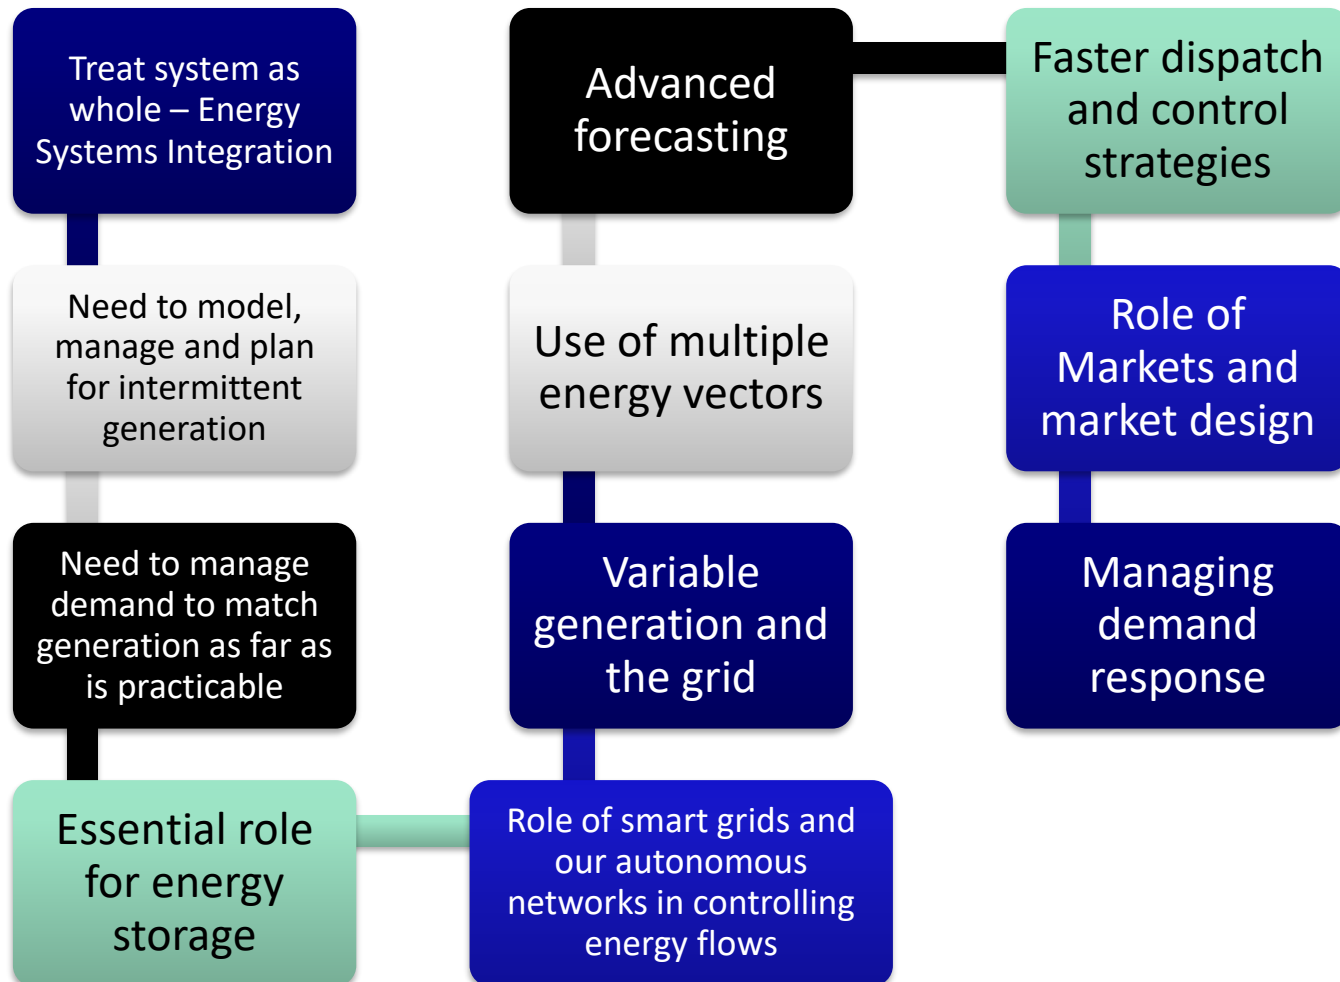 Treat system as
whole – Energy
Systems Integration
Need to model,
manage and plan
for intermittent
generation
Need to manage
demand to match
generation as far as
is practicable
Essential role
for energy
storage
Role of smart grids and
our autonomous
networks in controlling
energy flows
Variable
generation and
the grid
Use of multiple
energy vectors
Advanced
forecasting
Faster dispatch
and control
strategies
Role of
Markets and
market design
Managing
demand
response